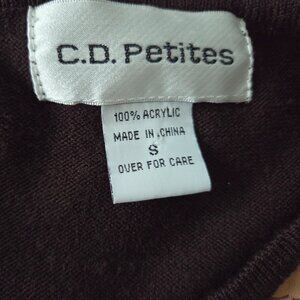 C.D. Petites
100% ACRYLIC
MADE IN CHINA
S
OVER FOR CARE